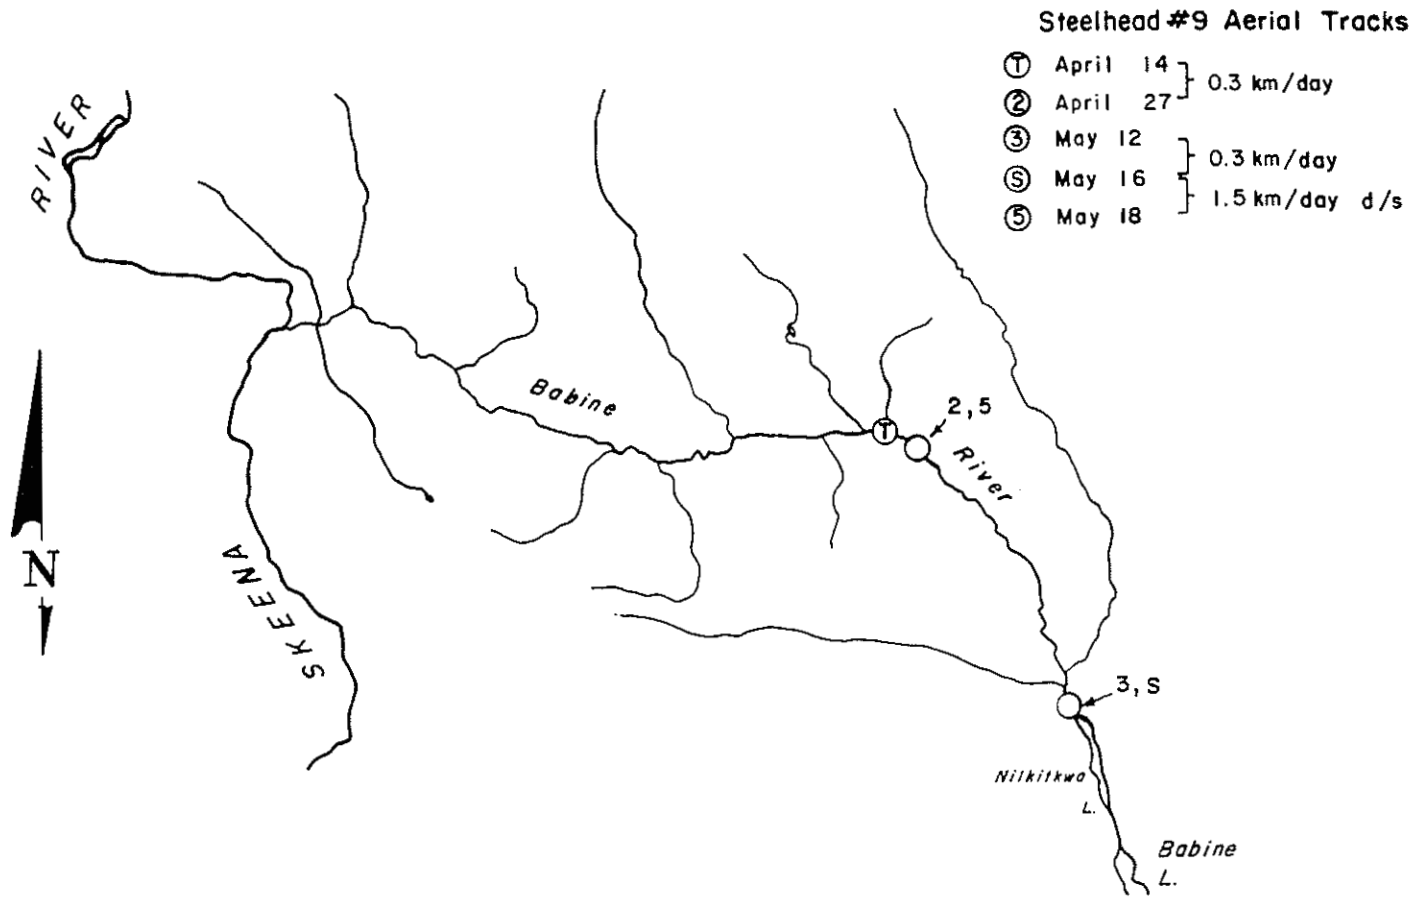 Steelhead #9 Aerial Tracks
T April 14
0.3 km/day
2 April 27
3 May 12
0.3 km/day
S May 16
1.5 km/day d/s
5 May 18
RIVER
Babine
2,5
T
River
N
SKEENA
3, S
Nilkitkwa
L.
Babine
L.